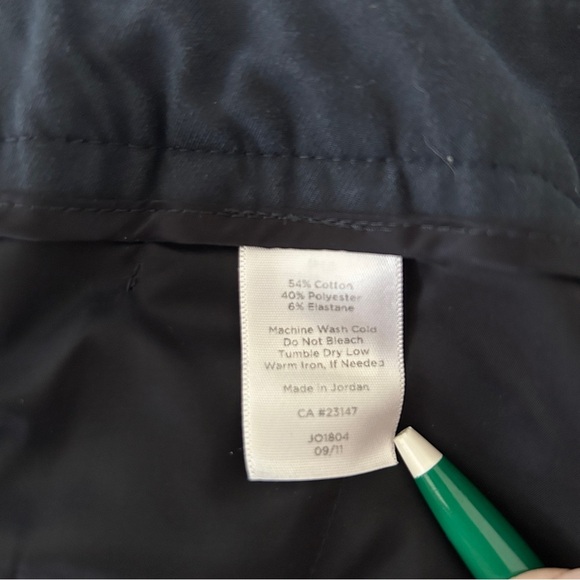 54% Cotton
40% Polyester
6% Elastane
Machine Wash Cold
Do Not Bleach
Tumble Dry Low
Warm Iron, If Needed
Made in Jordan
CA #23147
JO1804
09/11